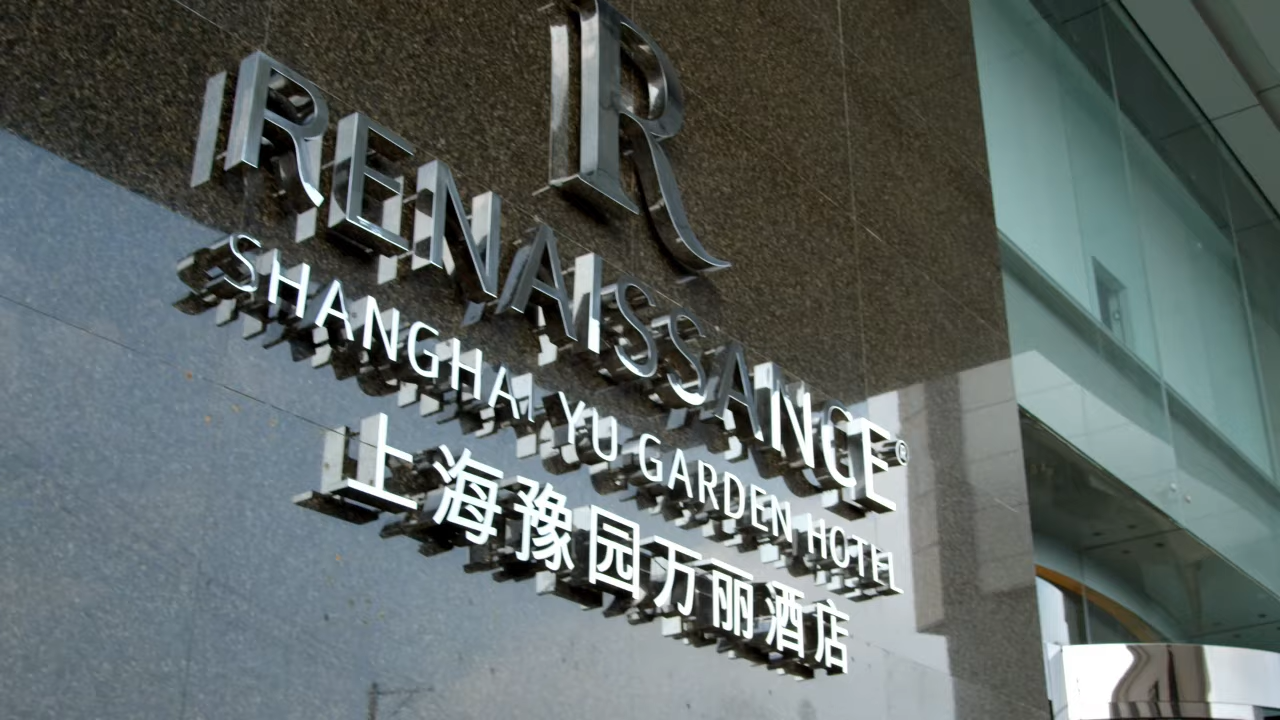 R
RENAISSANCE®
SHANGHAI YU GARDEN HOTEL
上海豫园万丽酒店